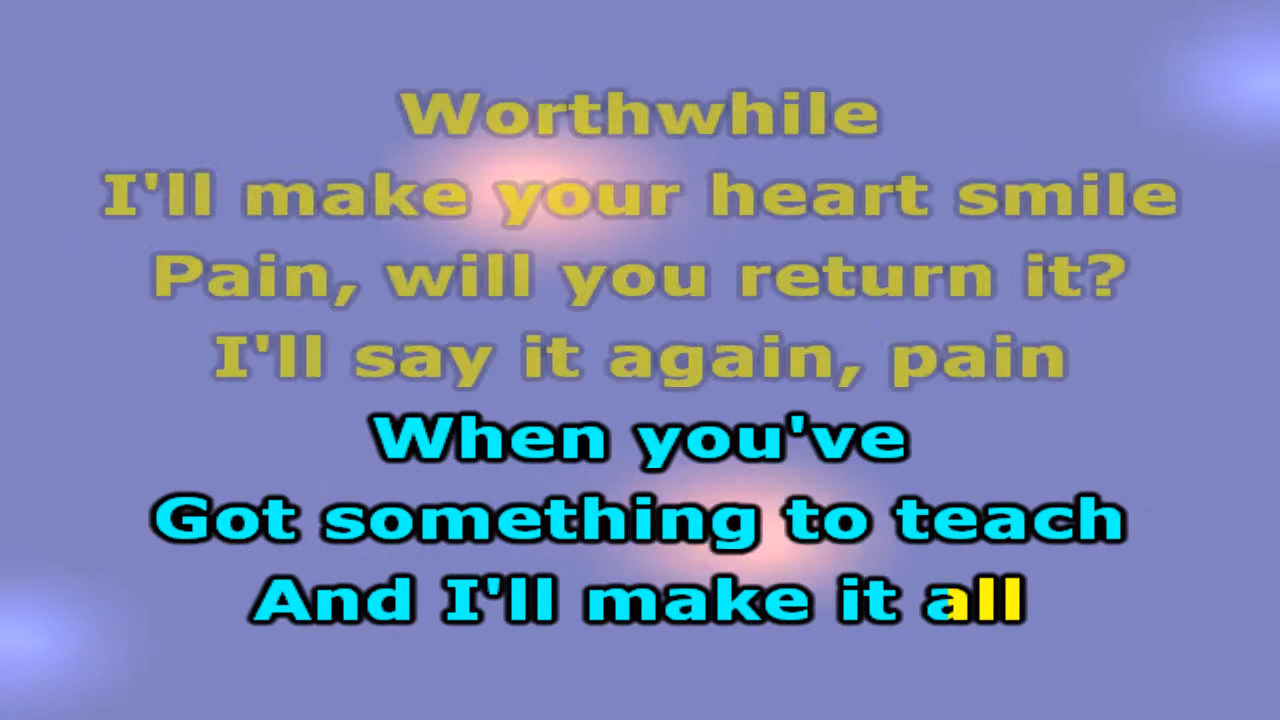 Worthwhile
I'll make your heart smile
Pain, will you return it?
I'll say it again, pain
When you've
Got something to teach
And I'll make it all